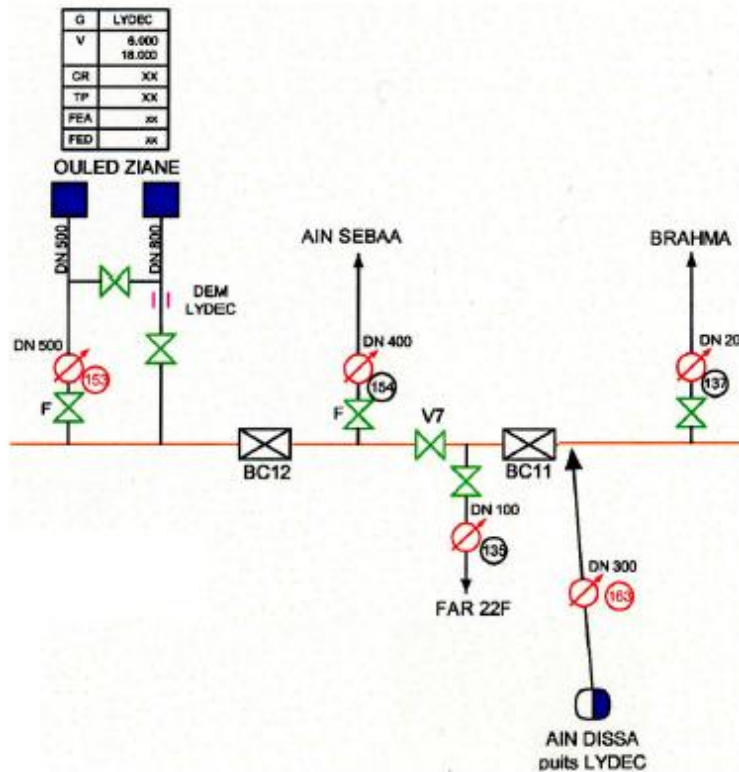 G LYDEC
V 6.000
18.000
CR XX
TP XX
FEA xx
FED xx
OULED ZIANE
DN 500
DN 800
AIN SEBAA
BRAHMA
DEM
LYDEC
DN 500
153
F
DN 400
154
F
V7
DN 20
137
BC12
BC11
DN 100
135
FAR 22F
DN 300
163
AIN DISSA
puits LYDEC